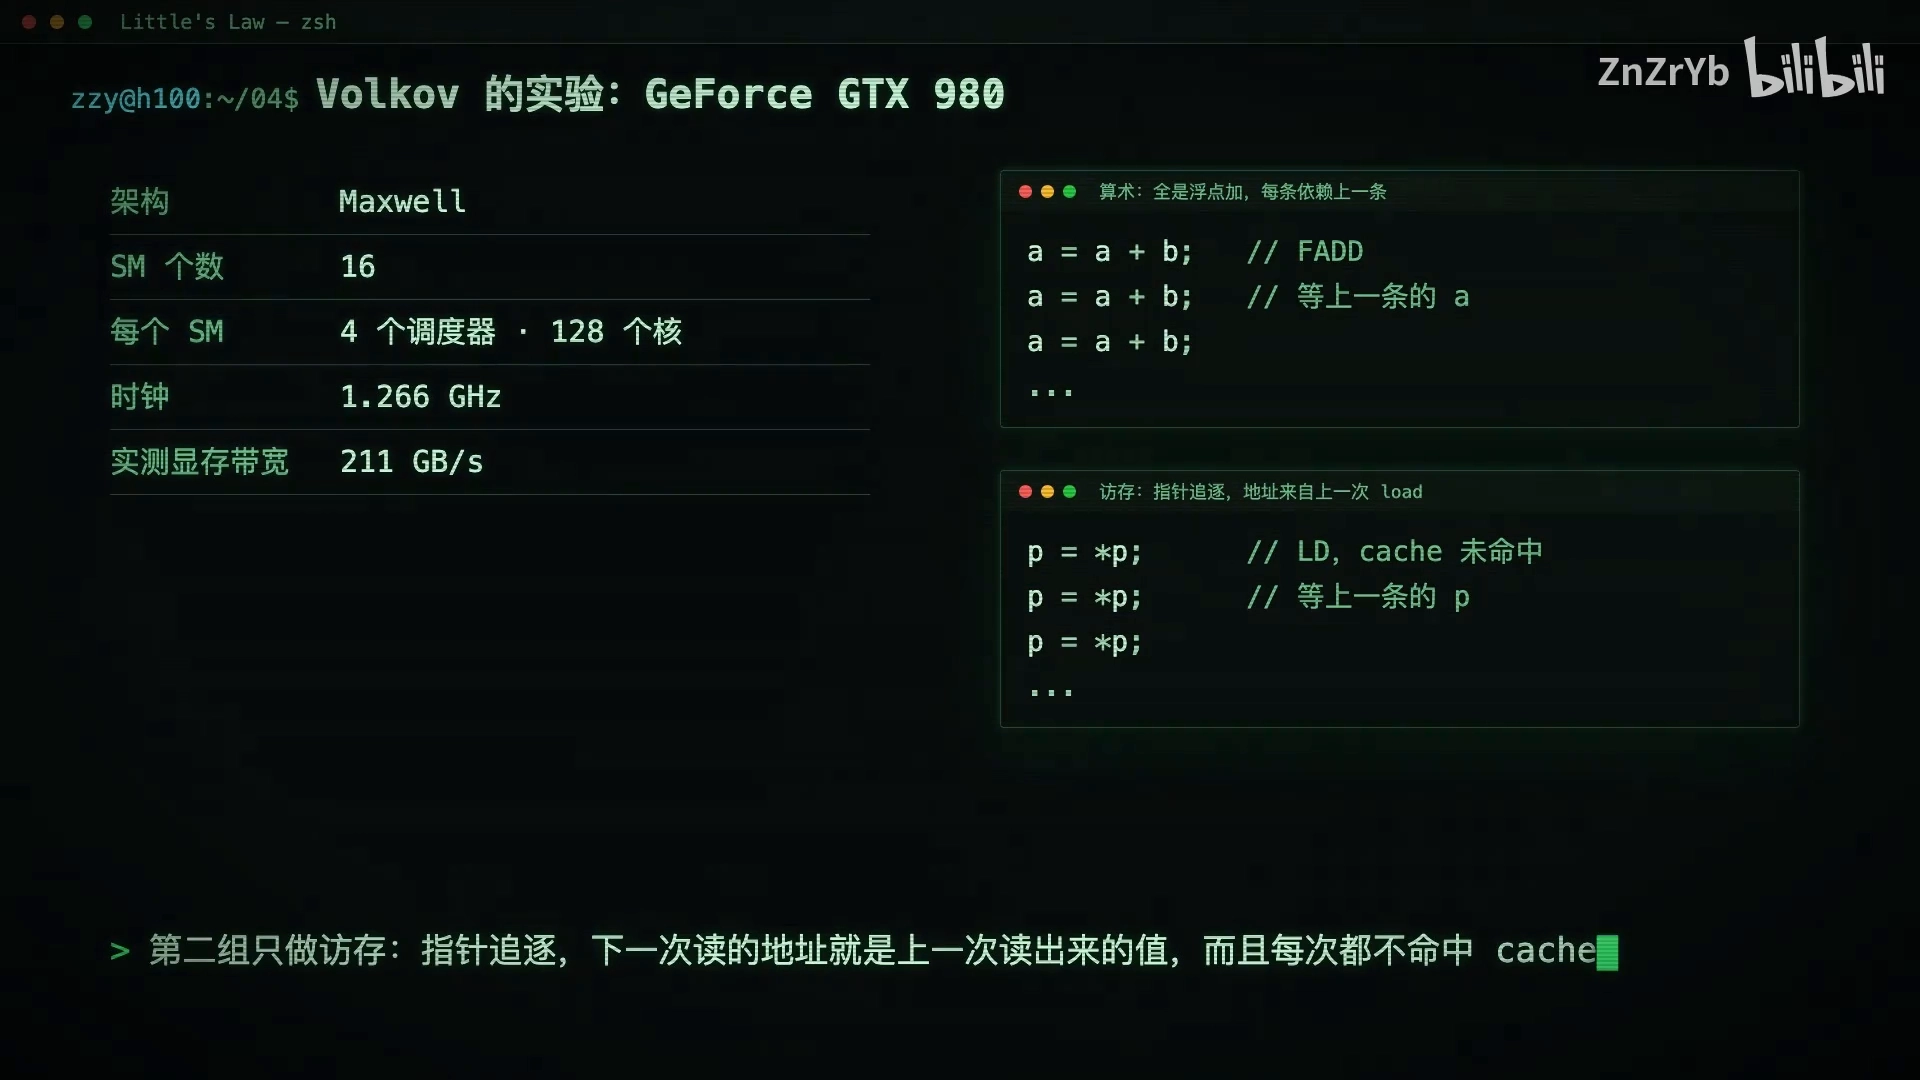 Little's Law — zsh
ZnZrYb bilibili
zzy@h100:~/04$ Volkov 的实验：GeForce GTX 980
架构 Maxwell
SM 个数 16
每个 SM 4 个调度器 · 128 个核
时钟 1.266 GHz
实测显存带宽 211 GB/s
算术：全是浮点加，每条依赖上一条
a = a + b; // FADD
a = a + b; // 等上一条的 a
a = a + b;
...
访存：指针追逐，地址来自上一次 load
p = *p; // LD，cache 未命中
p = *p; // 等上一条的 p
p = *p;
...
> 第二组只做访存：指针追逐，下一次读的地址就是上一次读出来的值，而且每次都不命中 cache